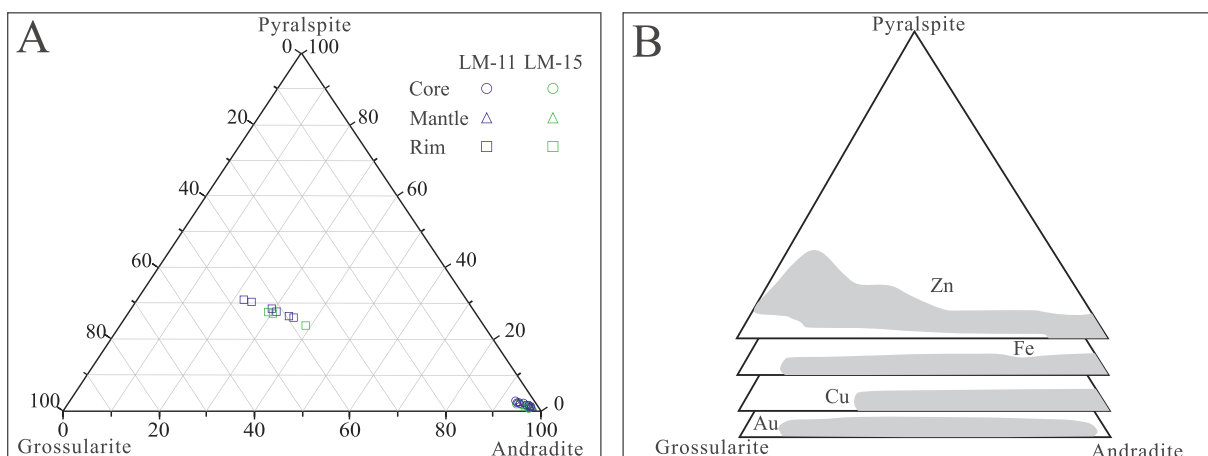 A
Pyralspite
0 100
LM-11 LM-15
Core
Mantle
Rim
20 80
40 60
60 40
80 20
100 0
0 20 40 60 80 100
Grossularite Andradite
B
Pyralspite
Zn
Fe
Cu
Au
Grossularite Andradite